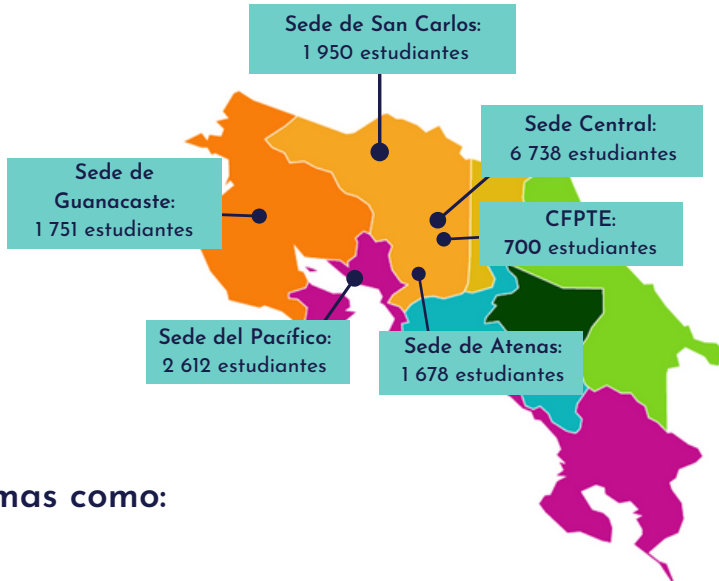 Sede de San Carlos:
1 950 estudiantes
Sede Central:
6 738 estudiantes
Sede de
Guanacaste:
1 751 estudiantes
CFPTE:
700 estudiantes
Sede del Pacífico:
2 612 estudiantes
Sede de Atenas:
1 678 estudiantes
mas como: